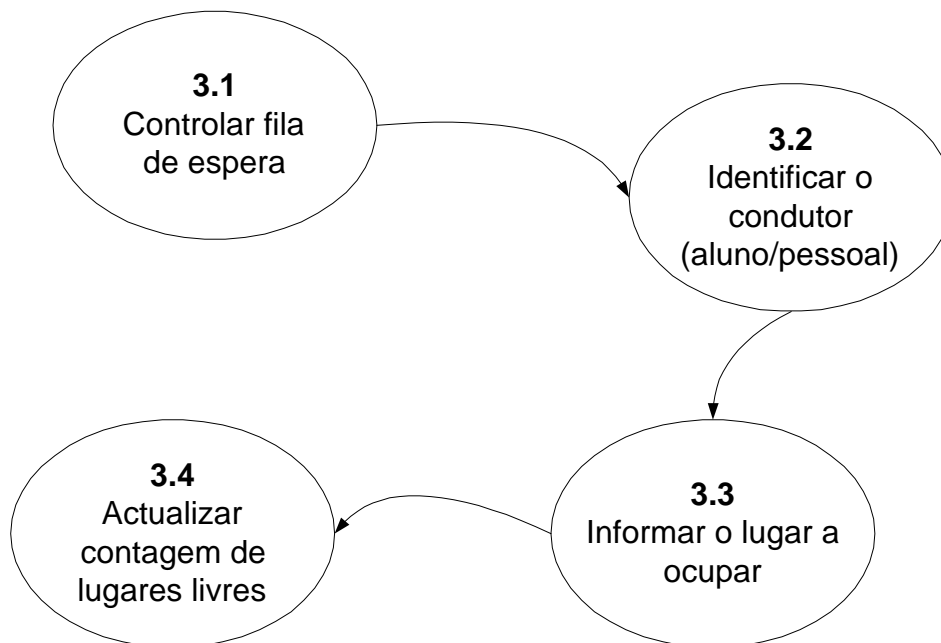 3.1
Controlar fila
de espera
3.2
Identificar o
condutor
(aluno/pessoal)
3.3
Informar o lugar a
ocupar
3.4
Actualizar
contagem de
lugares livres